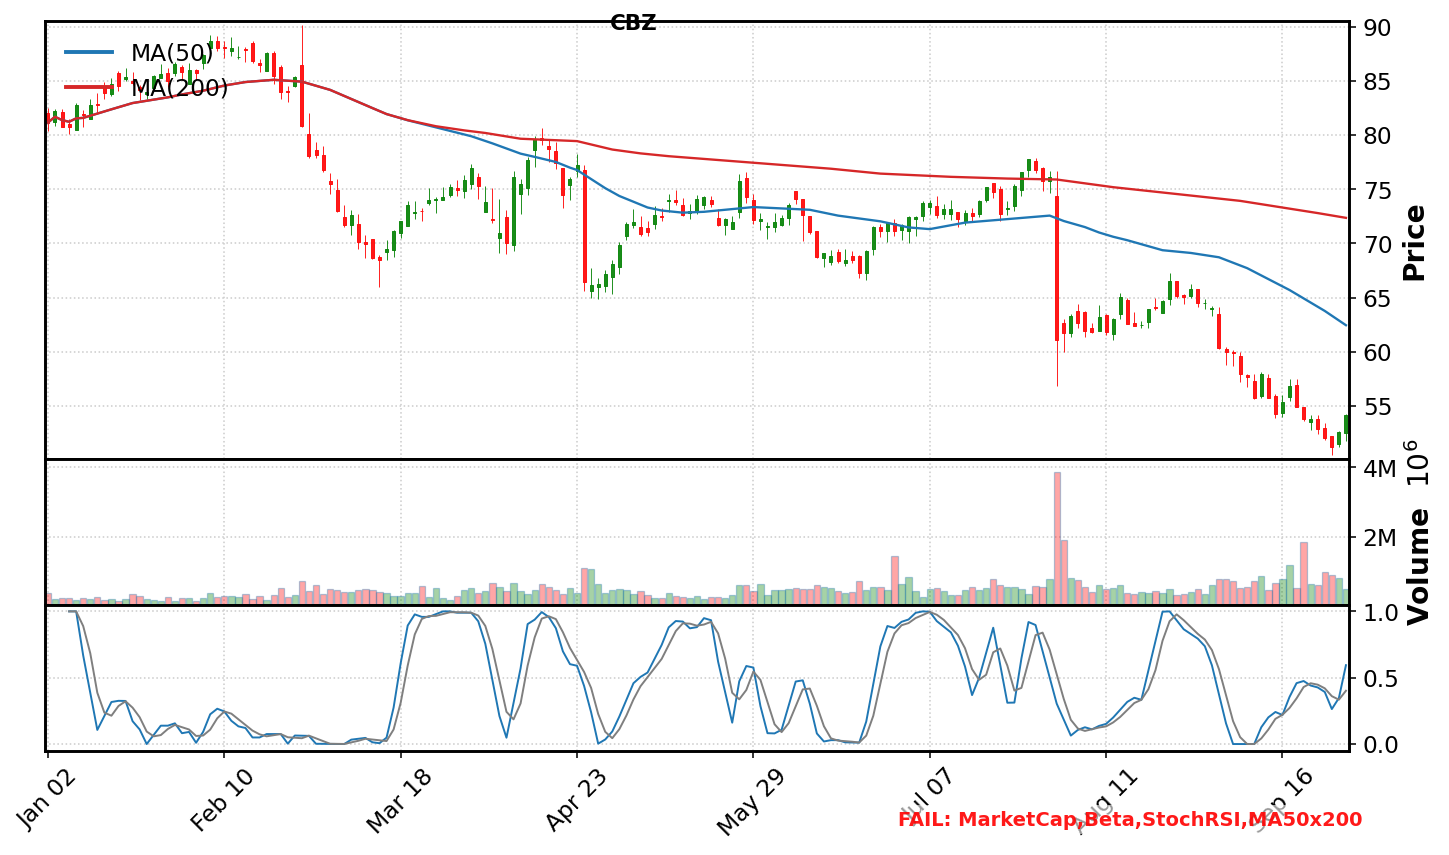 CBZ
MA(50)
MA(200)
90
85
80
75
70
65
60
55
Price
4M
2M
Volume 10^6
1.0
0.5
0.0
Jan 02
Feb 10
Mar 18
Apr 23
May 29
Jul 07
Aug 11
Sep 16
FAIL: MarketCap,Beta,StochRSI,MA50x200